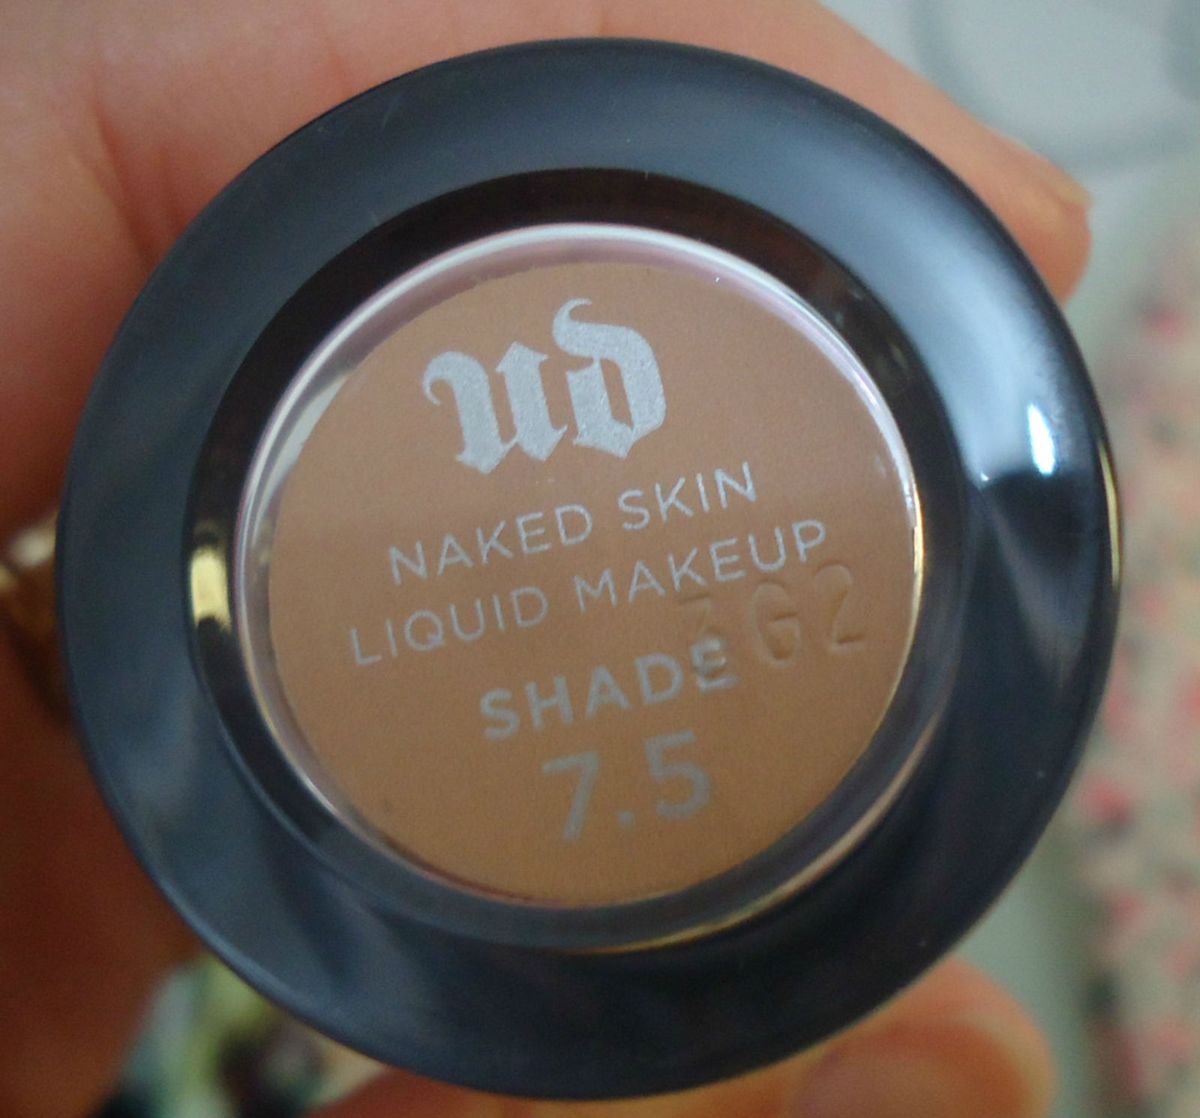 UD
NAKED SKIN
LIQUID MAKEUP
SHADE
7.5